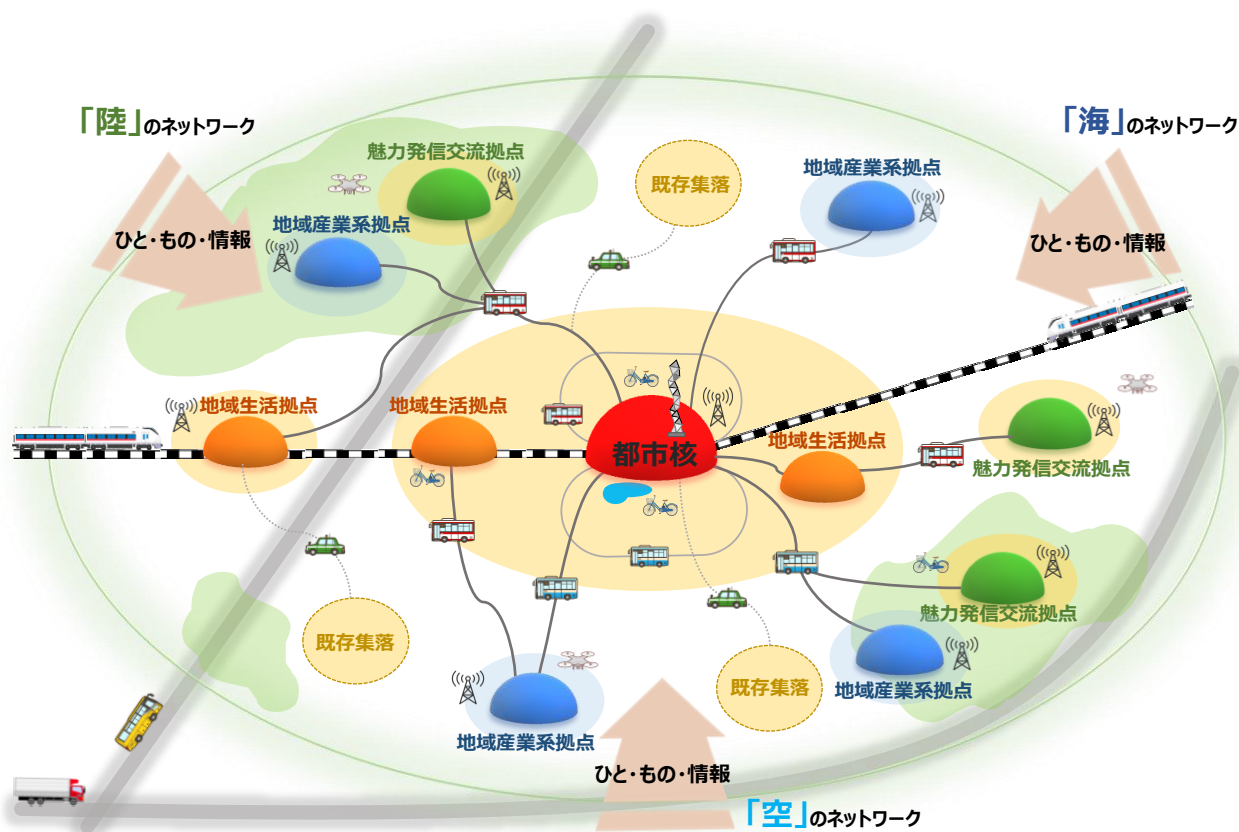 「陸」のネットワーク
「海」のネットワーク
魅力発信交流拠点
既存集落
地域産業系拠点
地域産業系拠点
ひと・もの・情報
ひと・もの・情報
地域生活拠点
地域生活拠点
都市核
地域生活拠点
魅力発信交流拠点
魅力発信交流拠点
既存集落
既存集落
地域産業系拠点
地域産業系拠点
ひと・もの・情報
「空」のネットワーク